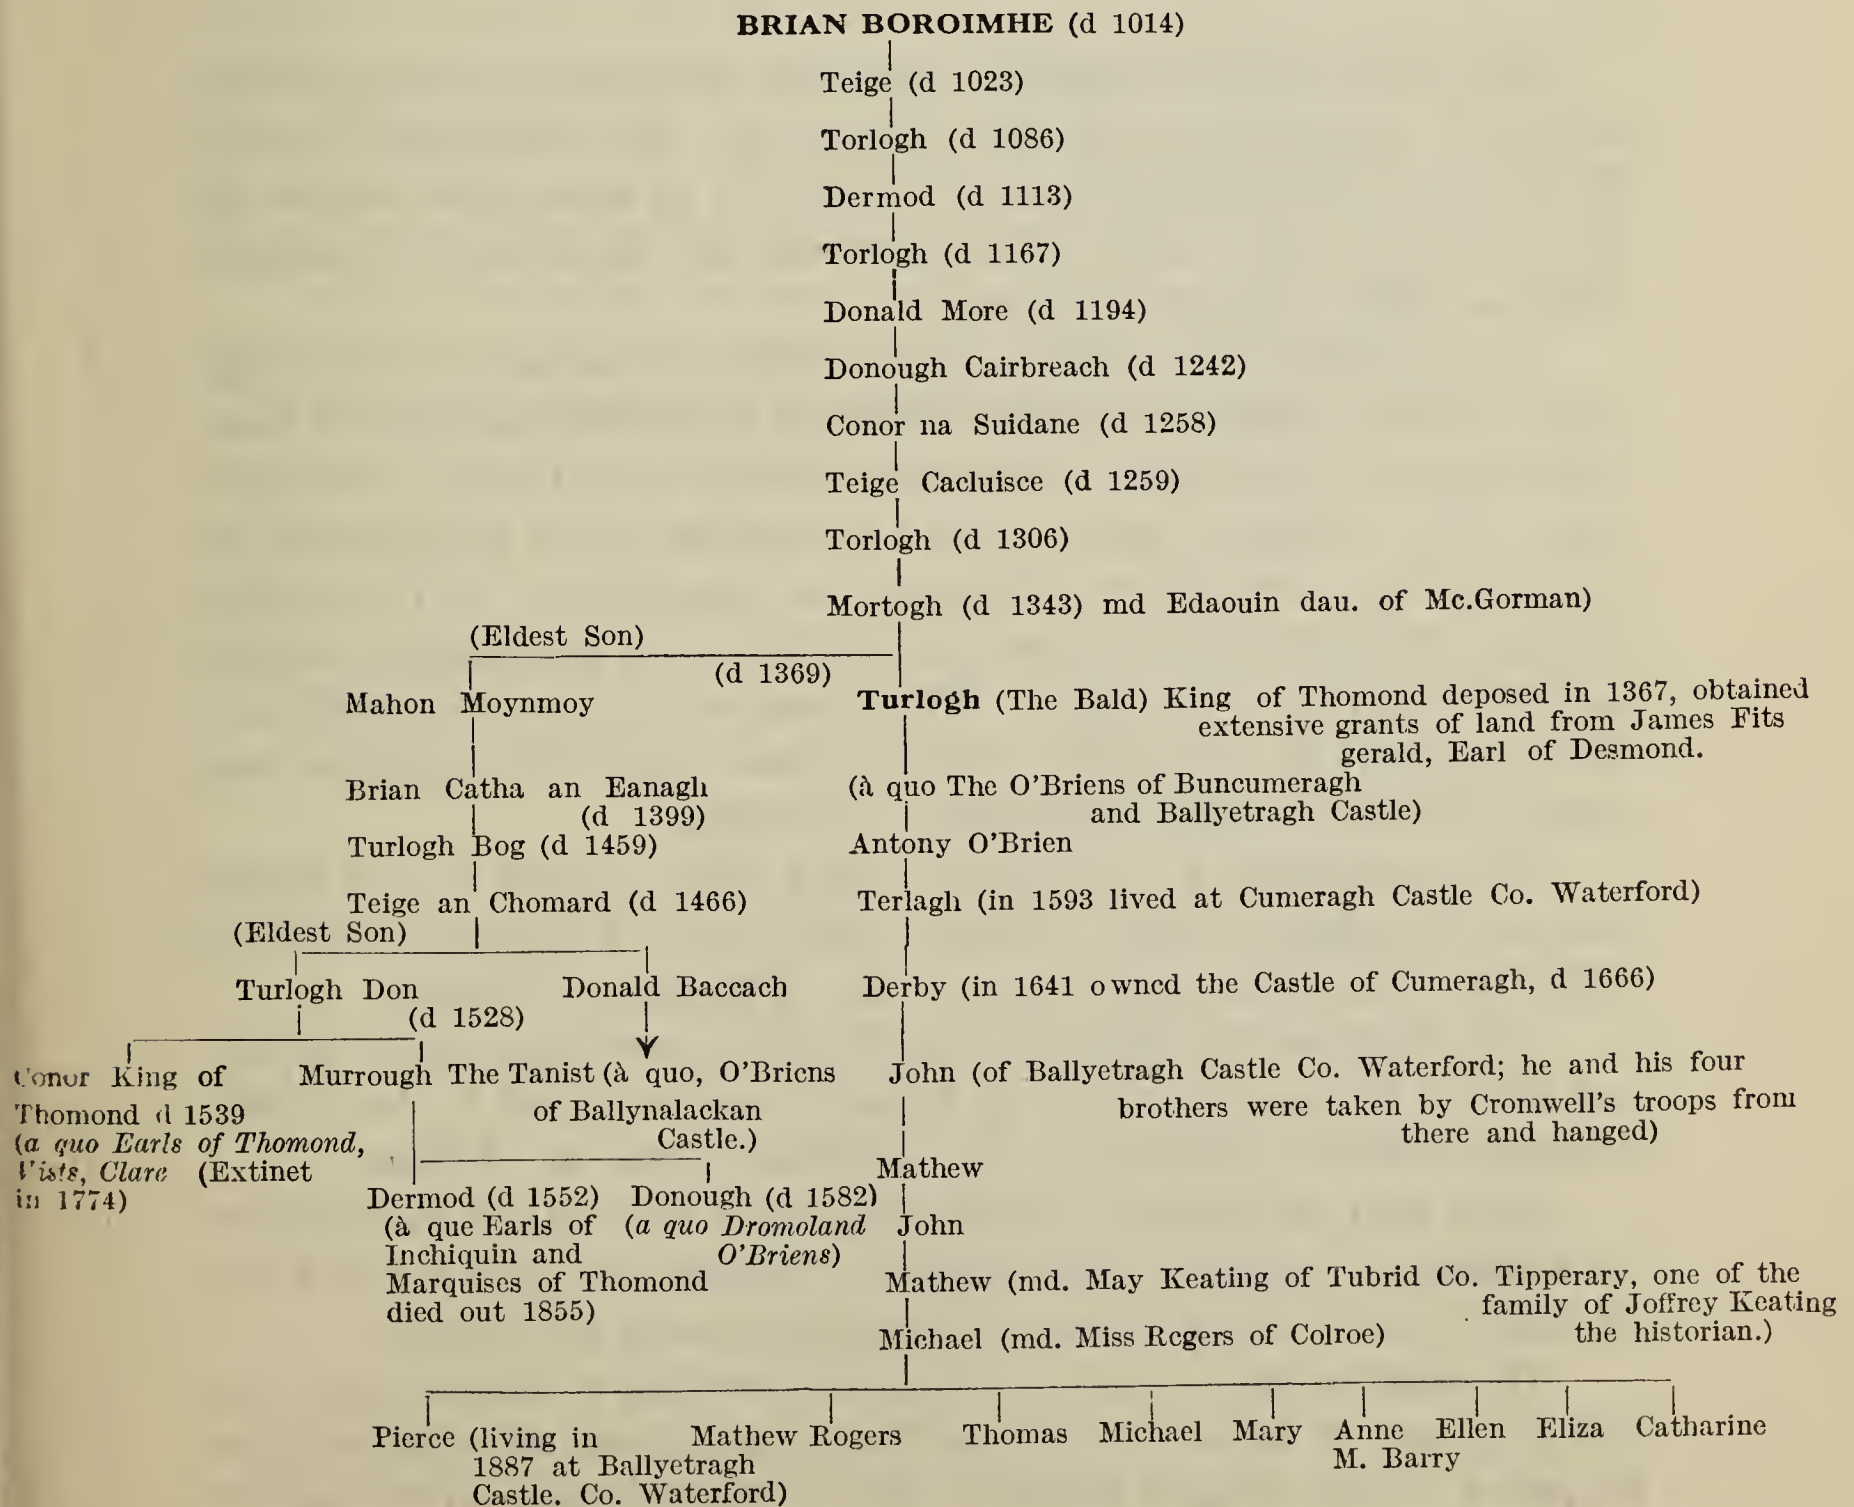 BRIAN BOROIMHE (d 1014)
Teige (d 1023)
Torlogh (d 1086)
Dermod (d 1113)
Torlogh (d 1167)
Donald More (d 1194)
Donough Cairbreach (d 1242)
Conor na Suidane (d 1258)
Teige Cacluisce (d 1259)
Torlogh (d 1306)
Mortogh (d 1343) md Edaouin dau. of Mc.Gorman)
(Eldest Son)
(d 1369)
Mahon Moynmoy
Turlogh (The Bald) King of Thomond deposed in 1367, obtained
extensive grants of land from James Fits
gerald, Earl of Desmond.
Brian Catha an Eanagh
(d 1399)
(à quo The O'Briens of Buncumeragh
and Ballyetragh Castle)
Turlogh Bog (d 1459)
Antony O'Brien
Teige an Chomard (d 1466)
Terlagh (in 1593 lived at Cumeragh Castle Co. Waterford)
(Eldest Son)
Turlogh Don
(d 1528)
Donald Baccach
Derby (in 1641 owned the Castle of Cumeragh, d 1666)
Conor King of
Thomond d 1539
(a quo Earls of Thomond,
Vists, Clare (Extinet
in 1774)
Murrough The Tanist (à quo, O'Briens
of Ballynalackan
Castle.)
John (of Ballyetragh Castle Co. Waterford; he and his four
brothers were taken by Cromwell's troops from
there and hanged)
Mathew
Dermod (d 1552)
(à que Earls of
Inchiquin and
Marquises of Thomond
died out 1855)
Donough (d 1582)
(a quo Dromoland
O'Briens)
John
Mathew (md. May Keating of Tubrid Co. Tipperary, one of the
family of Joffrey Keating
the historian.)
Michael (md. Miss Rogers of Colroe)
Pierce (living in
1887 at Ballyetragh
Castle. Co. Waterford)
Mathew Rogers
Thomas
Michael
Mary
Anne
M. Barry
Ellen
Eliza
Catharine